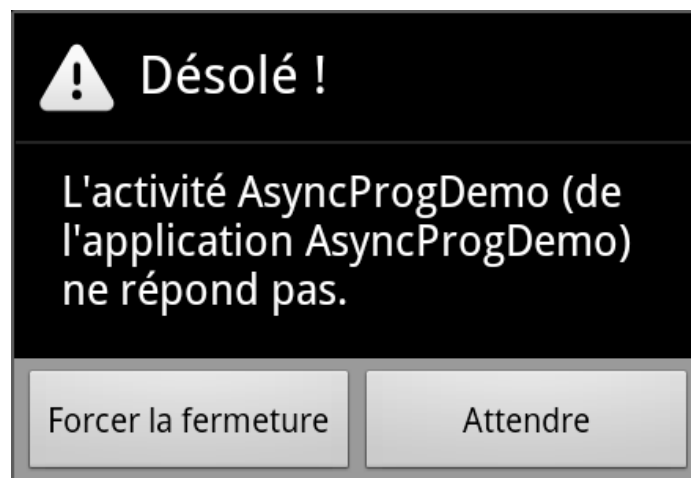 Désolé !
L'activité AsyncProgDemo (de
l'application AsyncProgDemo)
ne répond pas.
Forcer la fermeture
Attendre